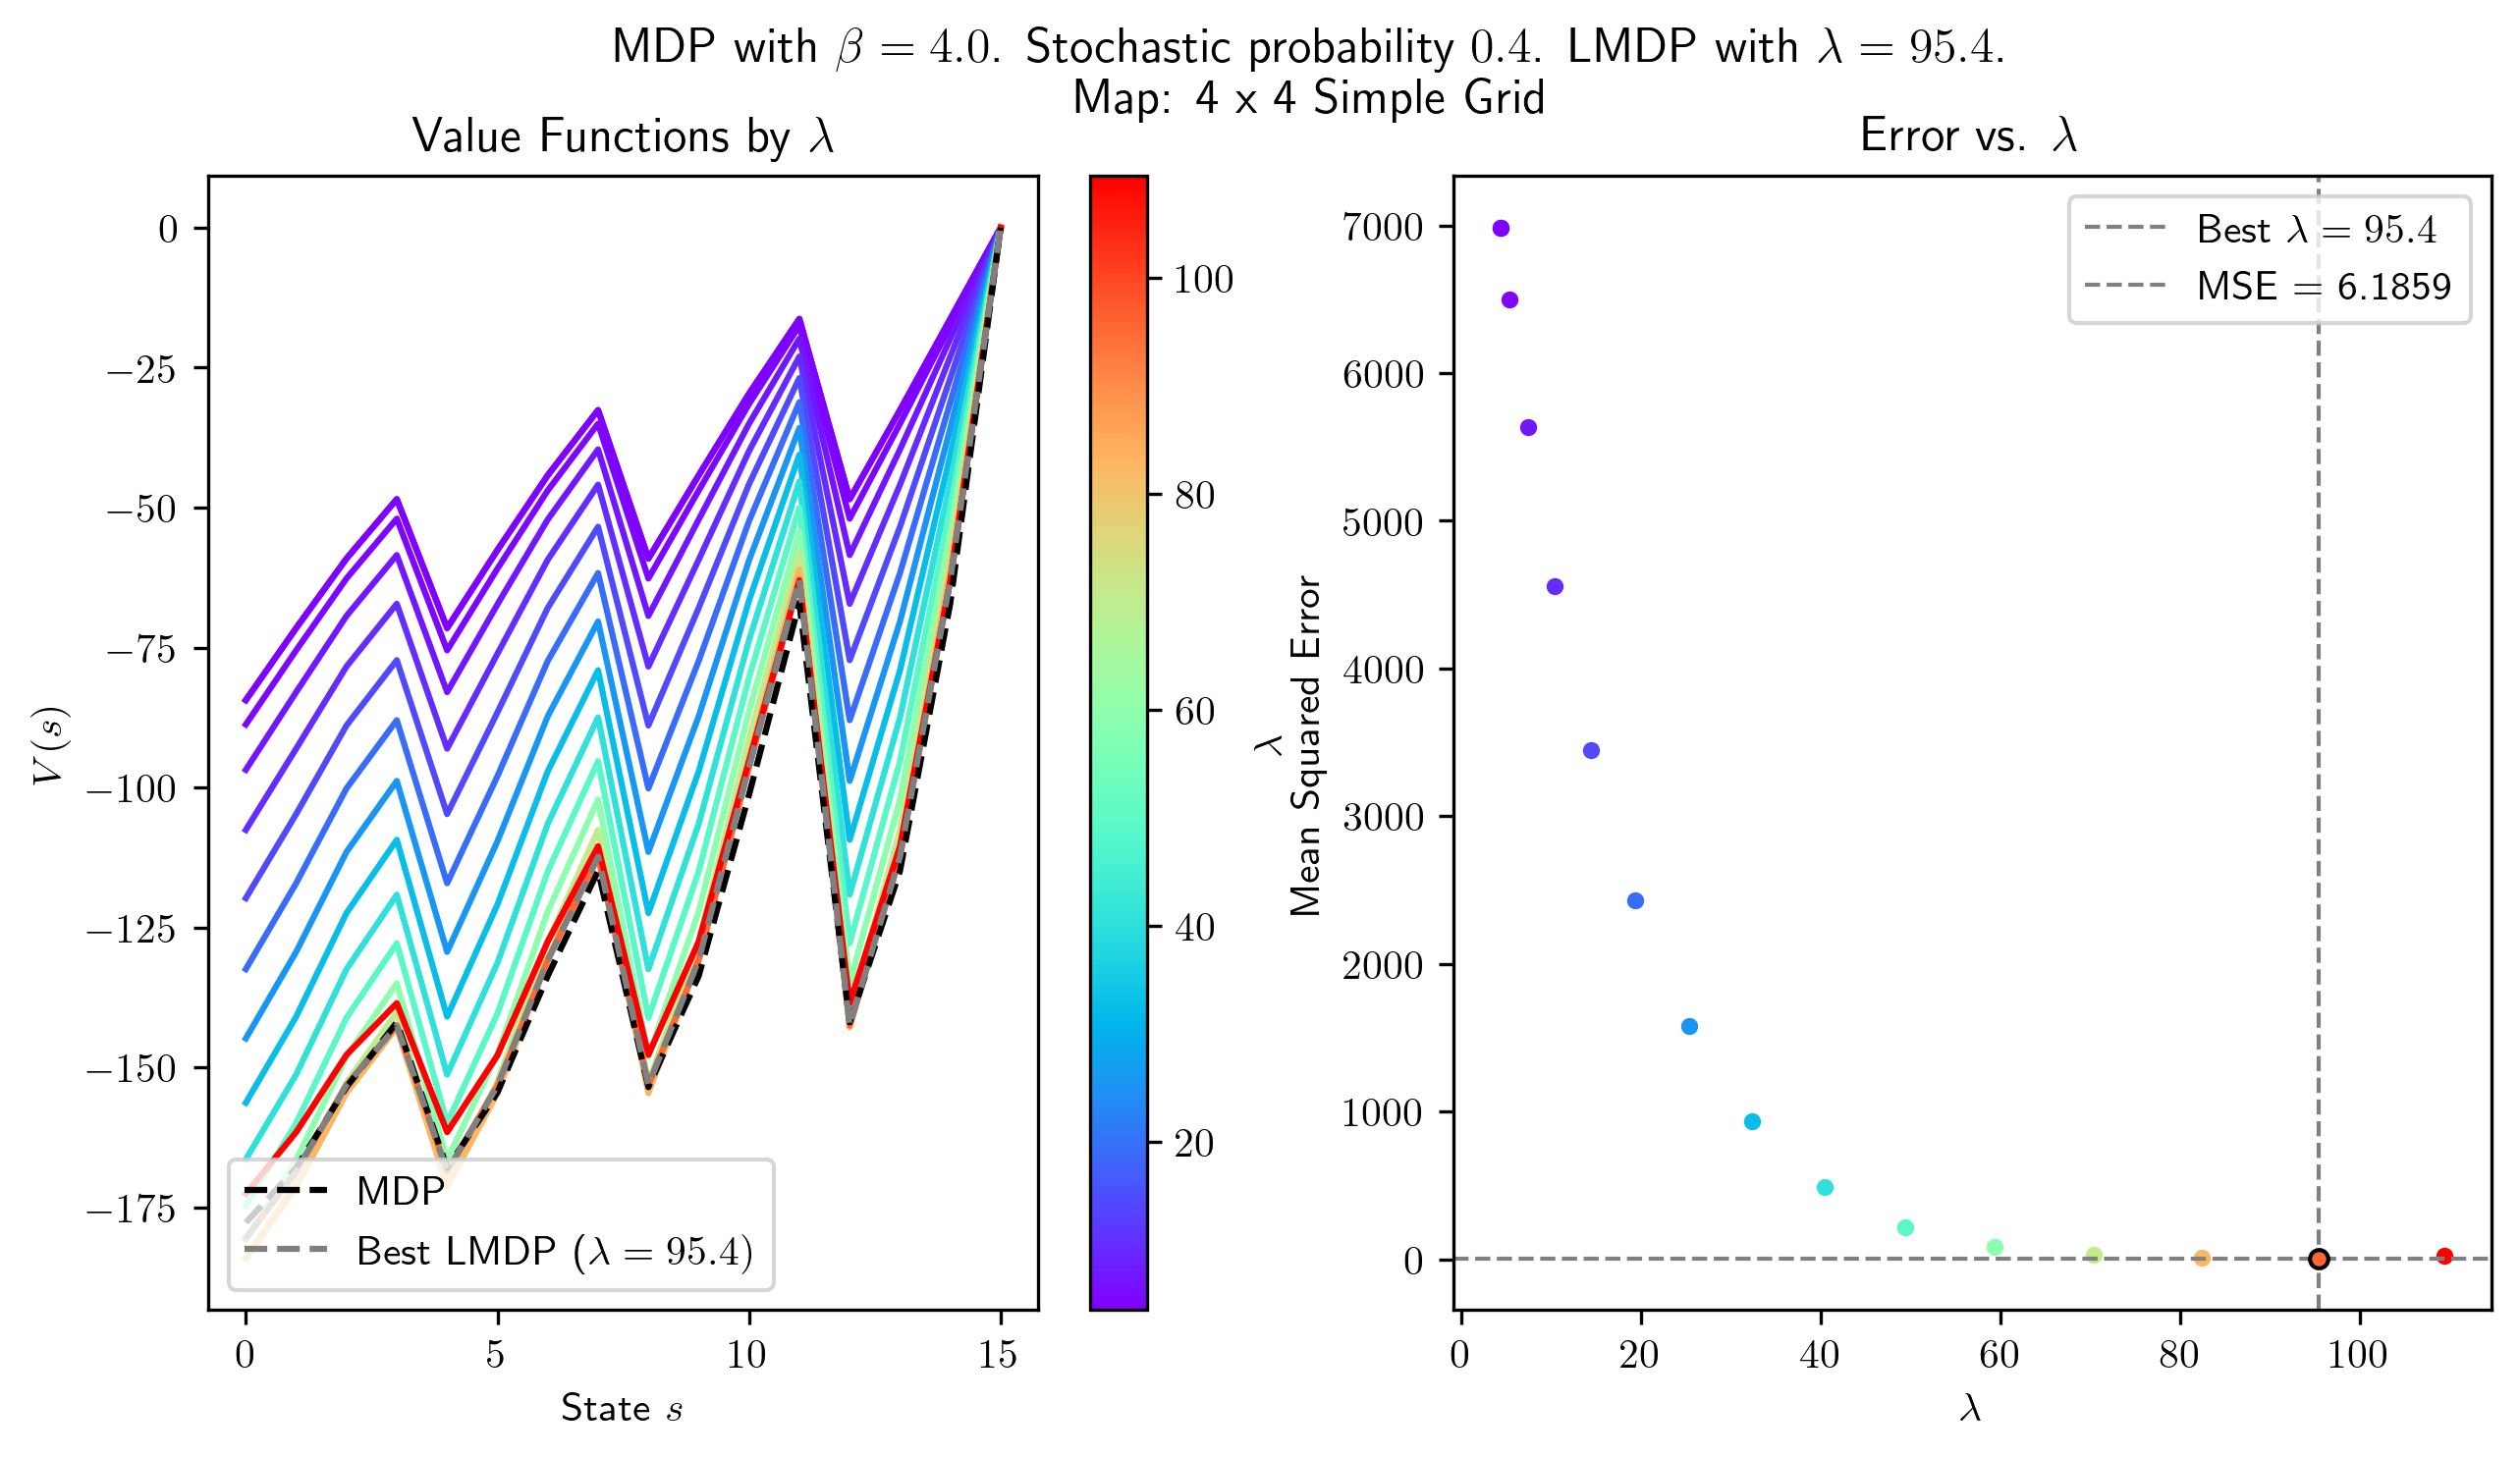 MDP with β = 4.0. Stochastic probability 0.4. LMDP with λ = 95.4.
Map: 4 x 4 Simple Grid
Value Functions by λ
0
−25
−50
−75
−100
−125
−150
−175
V(s)
0
5
10
15
State s
MDP
Best LMDP (λ = 95.4)
100
80
60
40
20
λ
Error vs. λ
7000
6000
5000
4000
3000
2000
1000
0
Mean Squared Error
0
20
40
60
80
100
λ
Best λ = 95.4
MSE = 6.1859